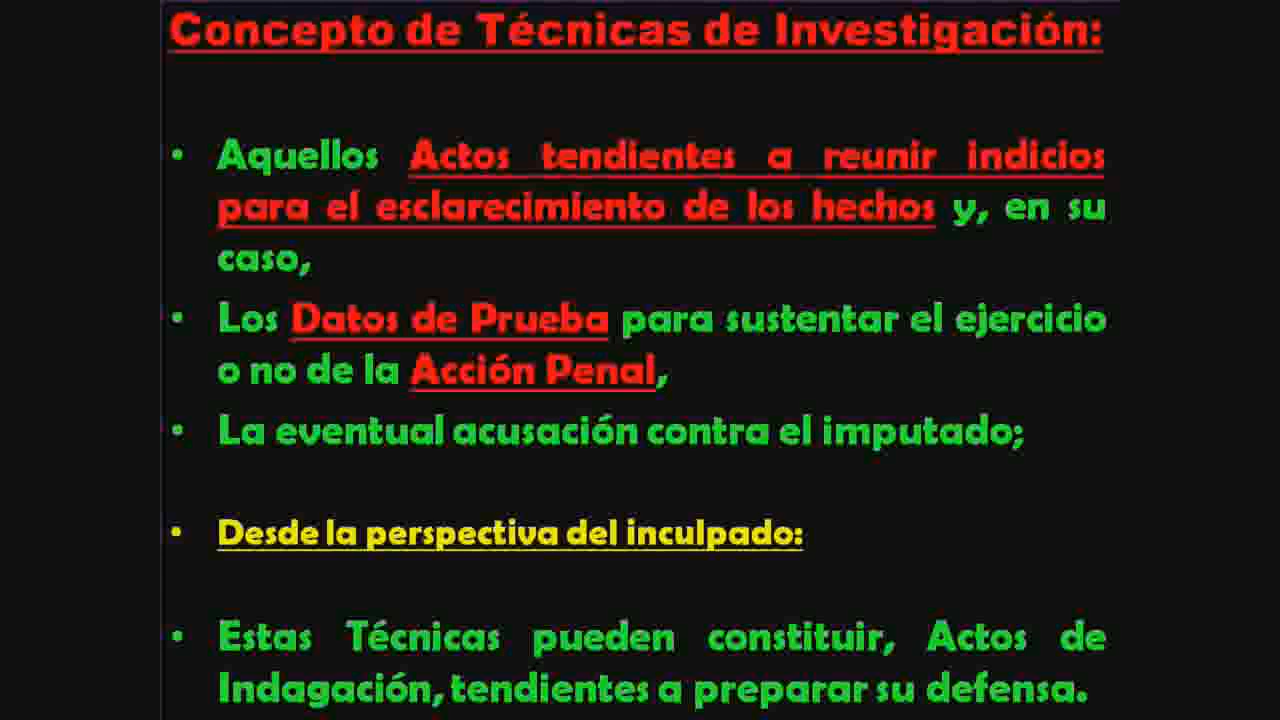 Concepto de Técnicas de Investigación:
• Aquellos Actos tendientes a reunir indicios
para el esclarecimiento de los hechos y, en su
caso,
• Los Datos de Prueba para sustentar el ejercicio
o no de la Acción Penal,
• La eventual acusación contra el imputado;
• Desde la perspectiva del inculpado:
• Estas Técnicas pueden constituir, Actos de
Indagación, tendientes a preparar su defensa.